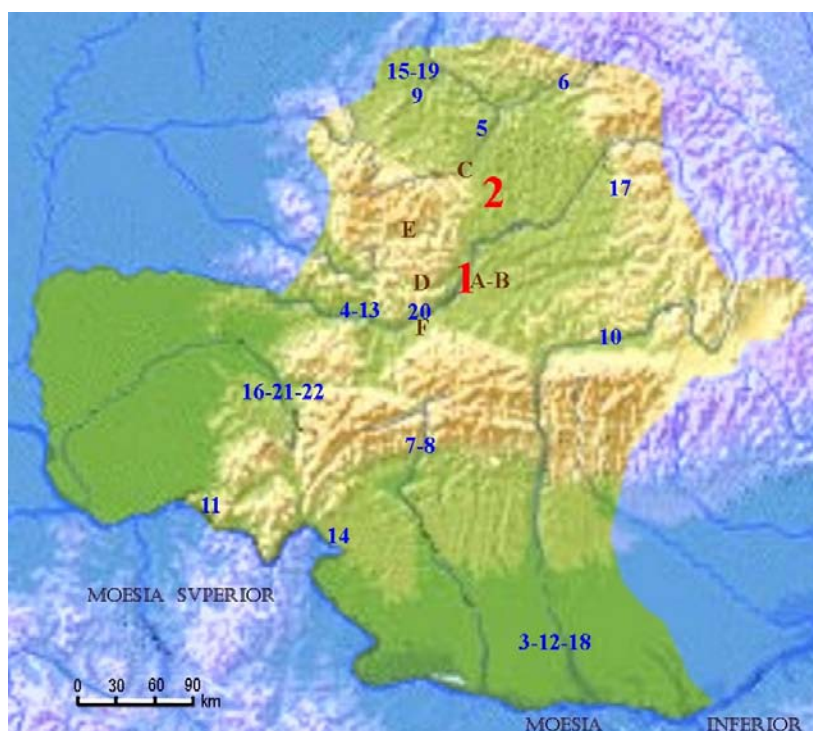 15-19
6
9
5
C
2
17
E
D
1
A-B
4-13
20
F
10
16-21-22
7-8
11
14
MOESIA SVPERIOR
3-12-18
0 30 60 90
km
MOESIA INFERIOR